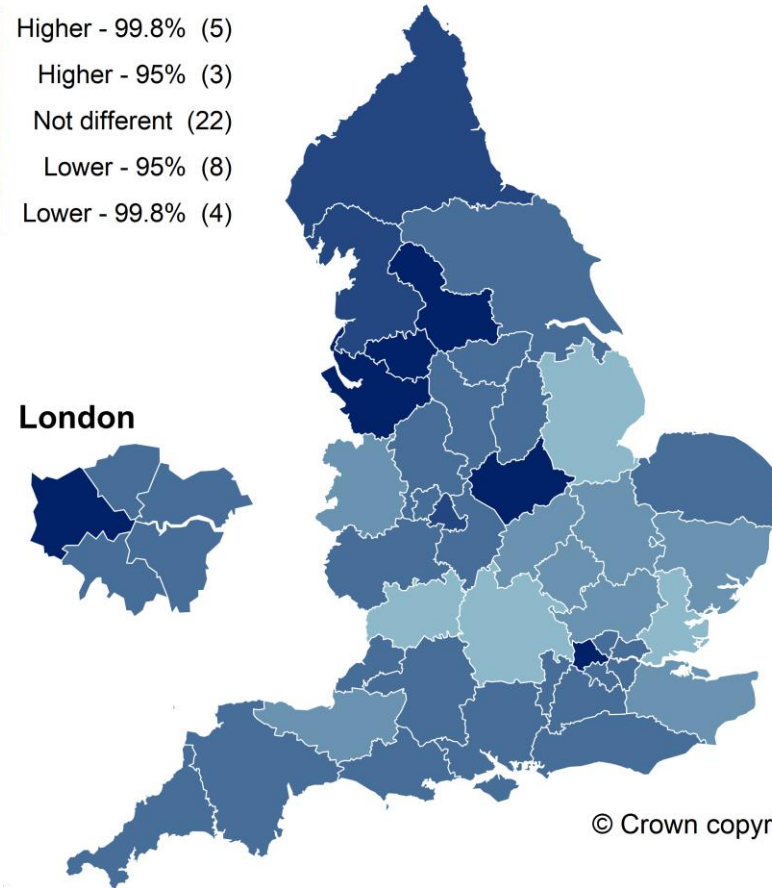 Higher - 99.8% (5)
Higher - 95% (3)
Not different (22)
Lower - 95% (8)
Lower - 99.8% (4)
London
© Crown copyr